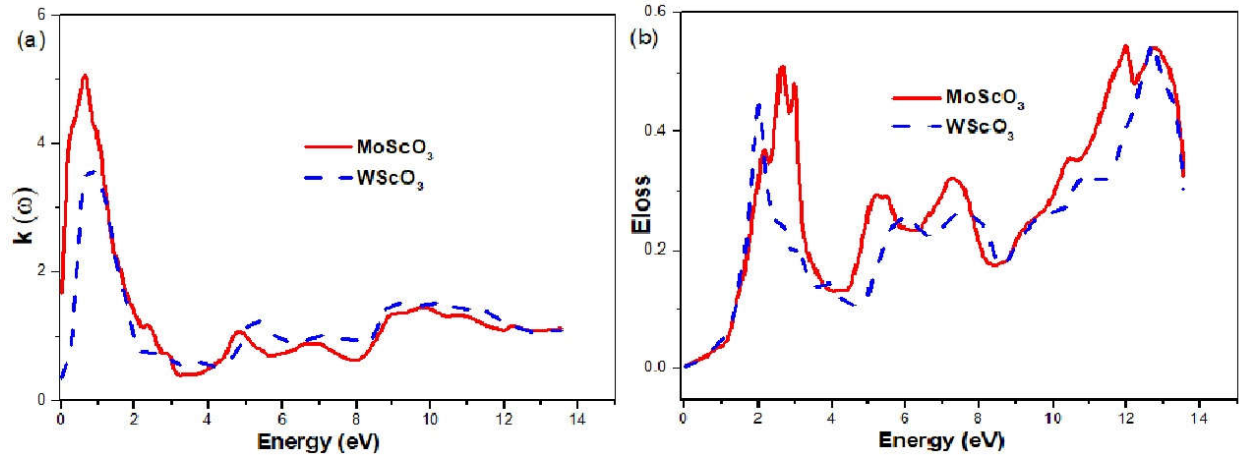 (a)
6
4
2
0
k (ω)
MoScO3
WScO3
0 2 4 6 8 10 12 14
Energy (eV)
(b)
0.6
0.4
0.2
0.0
Eloss
MoScO3
WScO3
0 2 4 6 8 10 12 14
Energy (eV)